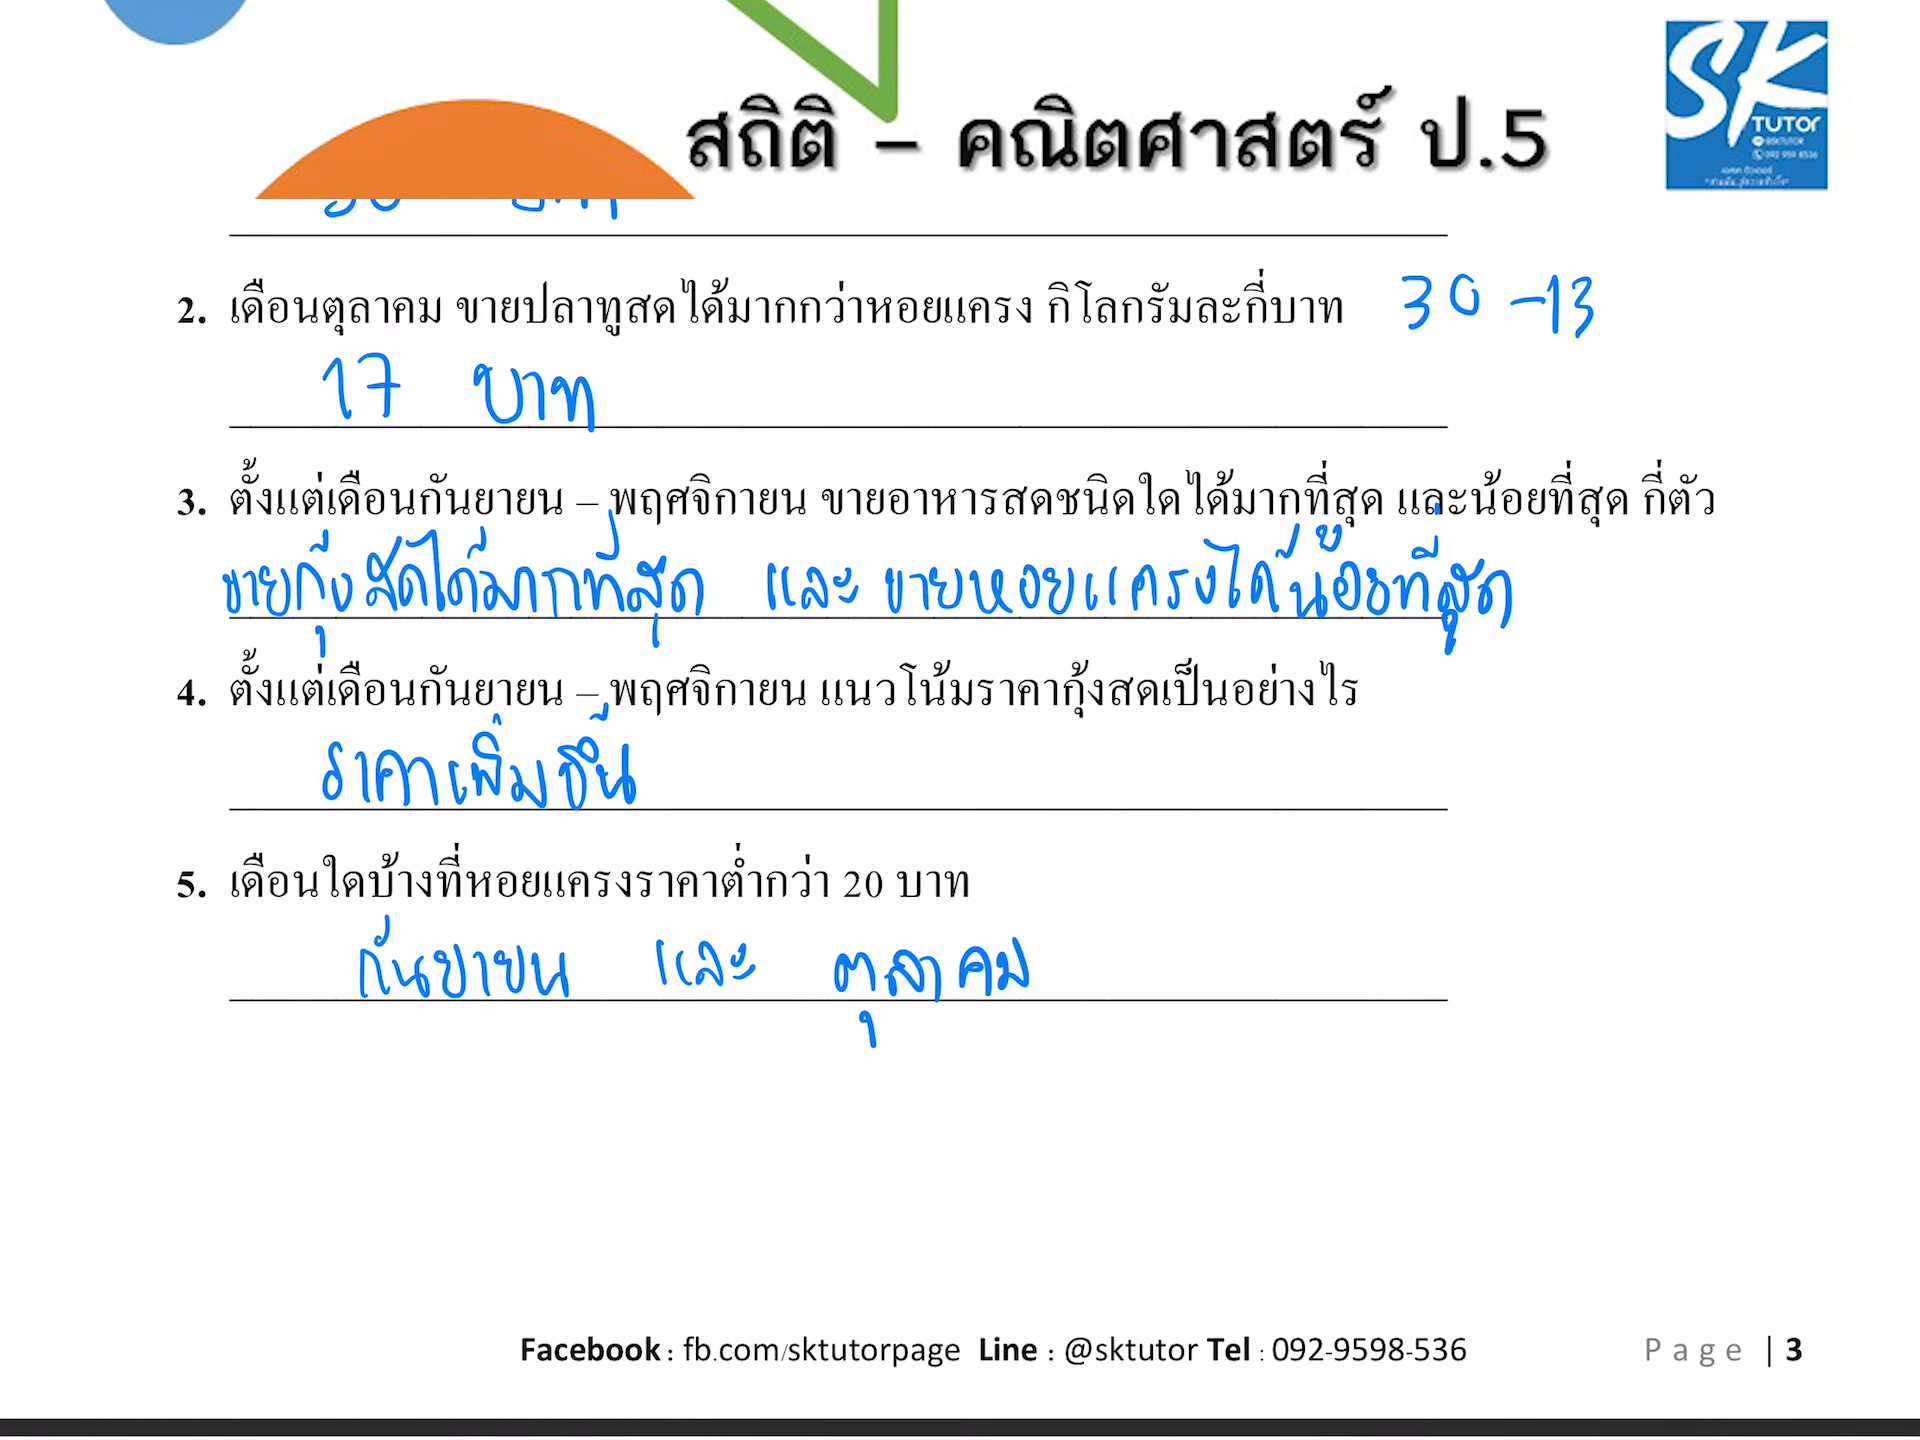 สถิติ – คณิตศาสตร์ ป.5
SK
TUTOR
2. เดือนตุลาคม ขายปลาทูสดได้มากกว่าหอยแครง กิโลกรัมละกี่บาท 30 -13
17 บาท
3. ตั้งแต่เดือนกันยายน – พฤศจิกายน ขายอาหารสดชนิดใดได้มากที่สุด และน้อยที่สุด กี่ตัว
ขายกุ้งสดได้มากที่สุด และ ขายหอยแครงได้น้อยที่สุด
4. ตั้งแต่เดือนกันยายน – พฤศจิกายน แนวโน้มราคากุ้งสดเป็นอย่างไร
ราคาเพิ่มขึ้น
5. เดือนใดบ้างที่หอยแครงราคาต่ำกว่า 20 บาท
กันยายน และ ตุลาคม
Facebook : fb.com/sktutorpage Line : @sktutor Tel : 092-9598-536 Page | 3